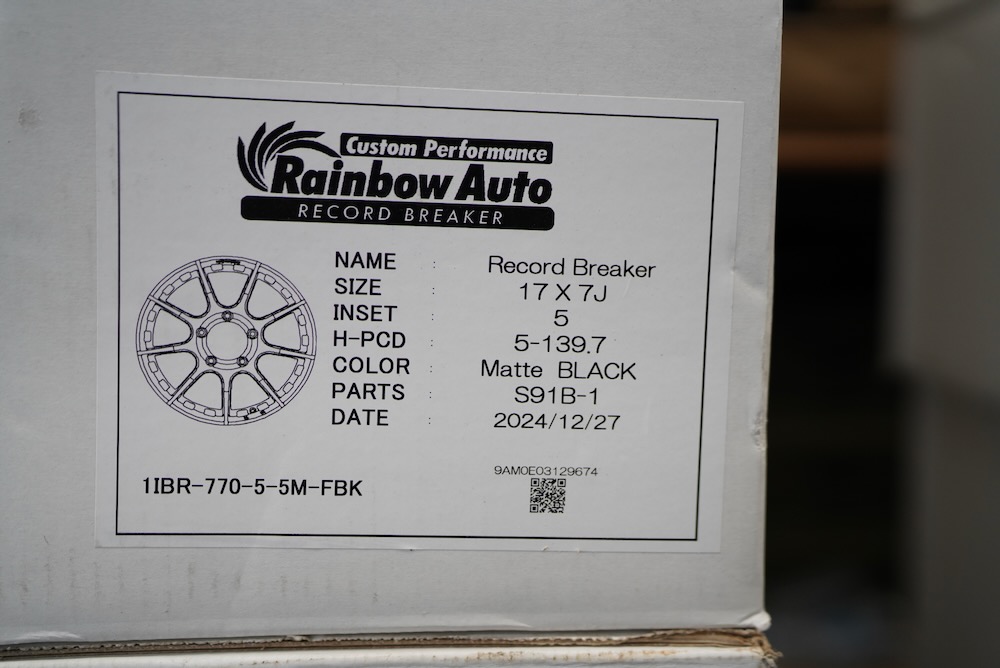 Custom Performance
Rainbow Auto
RECORD BREAKER
NAME : Record Breaker
SIZE : 17 X 7J
INSET : 5
H-PCD : 5-139.7
COLOR : Matte BLACK
PARTS : S91B-1
DATE : 2024/12/27
9AM0E03129674
1IBR-770-5-5M-FBK